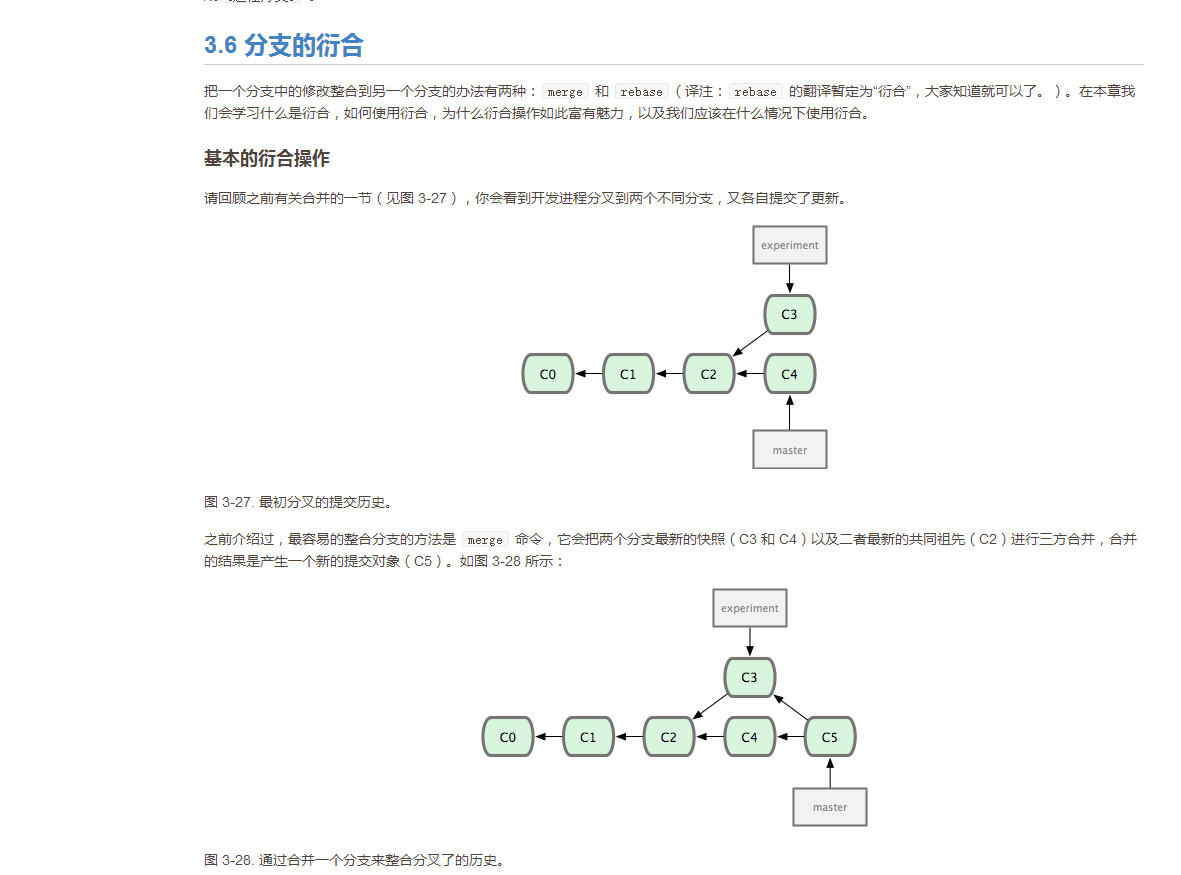 3.6 分支的衍合
把一个分支中的修改整合到另一个分支的办法有两种： merge 和 rebase （译注： rebase 的翻译暂定为“衍合”，大家知道就可以了。）。在本章我
们会学习什么是衍合，如何使用衍合，为什么衍合操作如此富有魅力，以及我们应该在什么情况下使用衍合。
基本的衍合操作
请回顾之前有关合并的一节（见图 3-27），你会看到开发进程分叉到两个不同分支，又各自提交了更新。
experiment
C3
C0 C1 C2 C4
master
图 3-27. 最初分叉的提交历史。
之前介绍过，最容易的整合分支的方法是 merge 命令，它会把两个分支最新的快照（C3 和 C4）以及二者最新的共同祖先（C2）进行三方合并，合并
的结果是产生一个新的提交对象（C5）。如图 3-28 所示：
experiment
C3
C0 C1 C2 C4 C5
master
图 3-28. 通过合并一个分支来整合分叉了的历史。